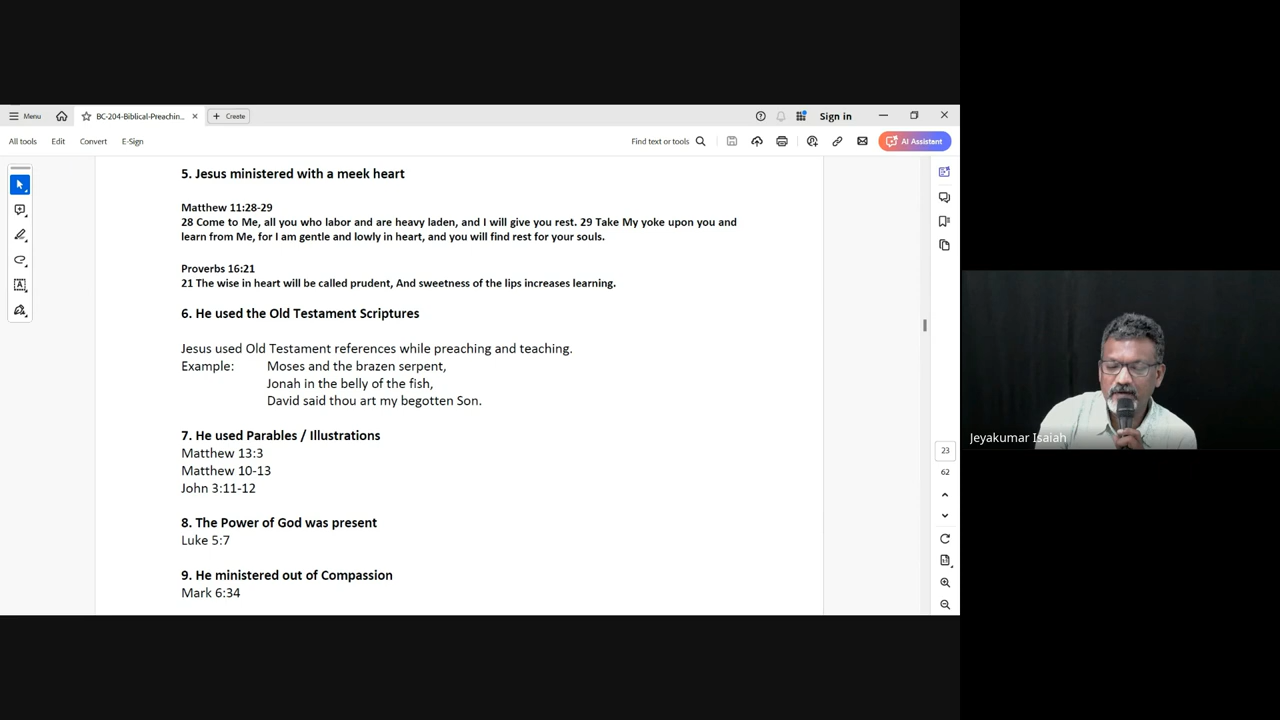 Menu
BC-204-Biblical-Preachin...
Create
Sign in
All tools
Edit
Convert
E-Sign
Find text or tools
AI Assistant
5. Jesus ministered with a meek heart
Matthew 11:28-29
28 Come to Me, all you who labor and are heavy laden, and I will give you rest. 29 Take My yoke upon you and
learn from Me, for I am gentle and lowly in heart, and you will find rest for your souls.
Proverbs 16:21
21 The wise in heart will be called prudent, And sweetness of the lips increases learning.
6. He used the Old Testament Scriptures
Jesus used Old Testament references while preaching and teaching.
Example: Moses and the brazen serpent,
Jonah in the belly of the fish,
David said thou art my begotten Son.
7. He used Parables / Illustrations
Matthew 13:3
Matthew 10-13
John 3:11-12
8. The Power of God was present
Luke 5:7
9. He ministered out of Compassion
Mark 6:34
23
62
Jeyakumar Isaiah